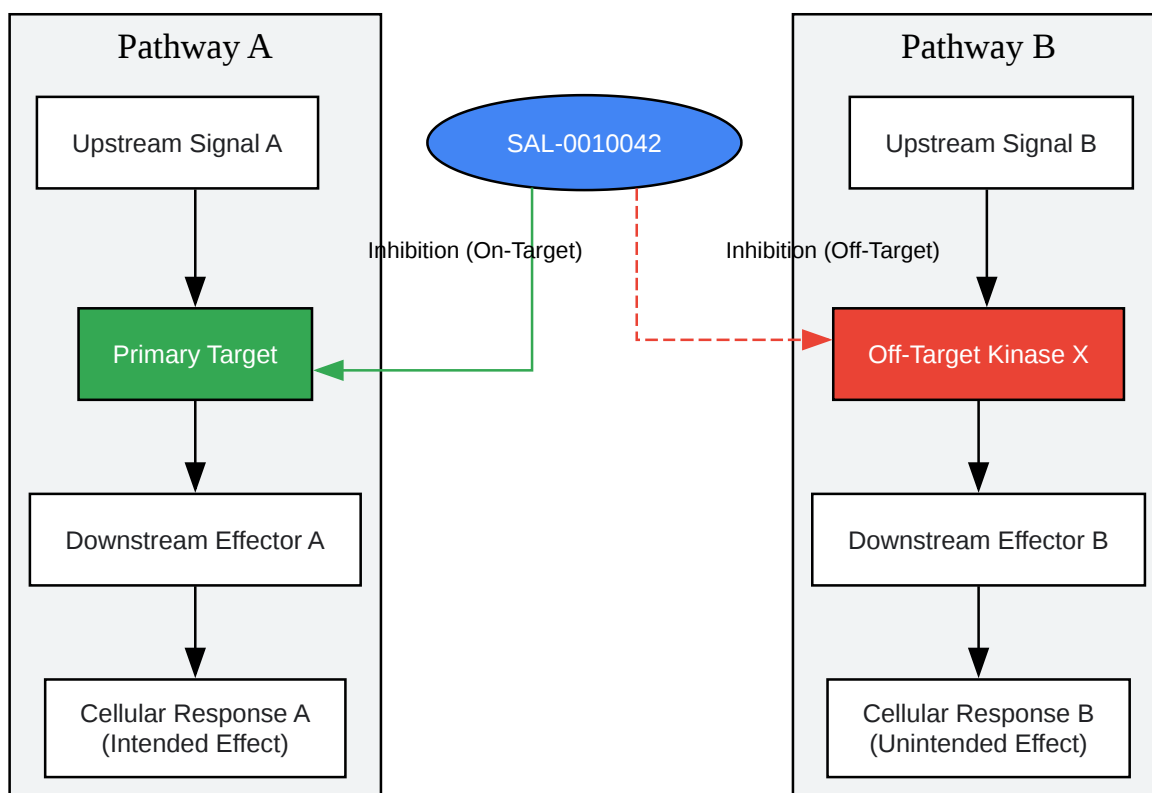 Pathway A
Pathway B
Upstream Signal A
SAL-0010042
Upstream Signal B
Inhibition (On-Target)
Inhibition (Off-Target)
Primary Target
Off-Target Kinase X
Downstream Effector A
Downstream Effector B
Cellular Response A
(Intended Effect)
Cellular Response B
(Unintended Effect)